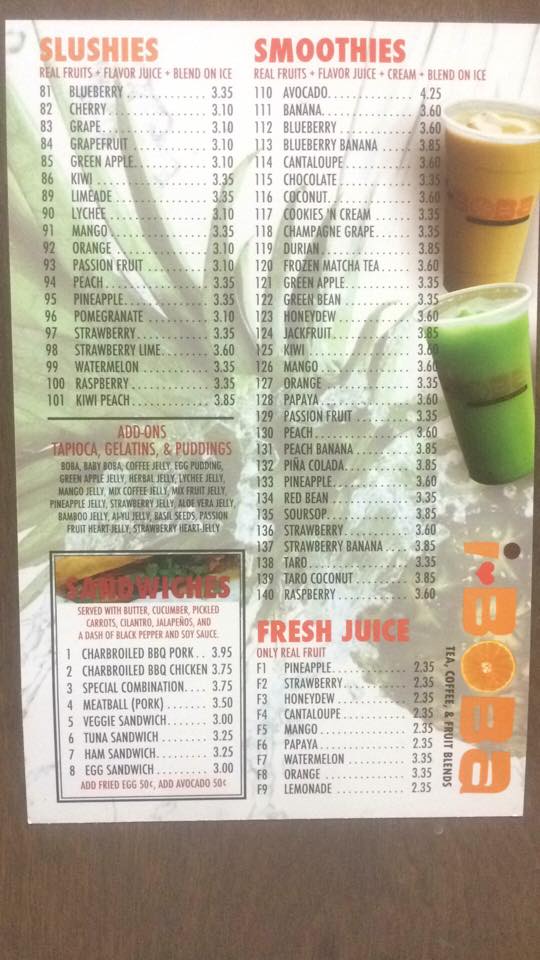 SLUSHIES
REAL FRUITS + FLAVOR JUICE + BLEND ON ICE
81 BLUEBERRY 3.35
82 CHERRY 3.10
83 GRAPE 3.10
84 GRAPEFRUIT 3.10
85 GREEN APPLE 3.10
86 KIWI 3.35
89 LIMEADE 3.35
90 LYCHEE 3.10
91 MANGO 3.35
92 ORANGE 3.10
93 PASSION FRUIT 3.10
94 PEACH 3.35
95 PINEAPPLE 3.35
96 POMEGRANATE 3.10
97 STRAWBERRY 3.35
98 STRAWBERRY LIME 3.60
99 WATERMELON 3.35
100 RASPBERRY 3.35
101 KIWI PEACH 3.85
ADD-ONS
TAPIOCA, GELATINS, & PUDDINGS
BOBA, BABY BOBA, COFFEE JELLY, EGG PUDDING,
GREEN APPLE JELLY, HERBAL JELLY, LYCHEE JELLY,
MANGO JELLY, MIX COFFEE JELLY, MIX FRUIT JELLY,
PINEAPPLE JELLY, STRAWBERRY JELLY, ALOE VERA JELLY,
BAMBOO JELLY, AI-YU JELLY, BASIL SEEDS, PASSION
FRUIT HEART JELLY, STRAWBERRY HEART JELLY
SANDWICHES
SERVED WITH BUTTER, CUCUMBER, PICKLED
CARROTS, CILANTRO, JALAPEÑOS, AND
A DASH OF BLACK PEPPER AND SOY SAUCE.
1 CHARBROILED BBQ PORK 3.95
2 CHARBROILED BBQ CHICKEN 3.75
3 SPECIAL COMBINATION 3.75
4 MEATBALL (PORK) 3.50
5 VEGGIE SANDWICH 3.00
6 TUNA SANDWICH 3.25
7 HAM SANDWICH 3.25
8 EGG SANDWICH 3.00
ADD FRIED EGG 50¢, ADD AVOCADO 50¢
SMOOTHIES
REAL FRUITS + FLAVOR JUICE + CREAM + BLEND ON ICE
110 AVOCADO 4.25
111 BANANA 3.60
112 BLUEBERRY 3.60
113 BLUEBERRY BANANA 3.85
114 CANTALOUPE 3.60
115 CHOCOLATE 3.35
116 COCONUT 3.60
117 COOKIES 'N CREAM 3.35
118 CHAMPAGNE GRAPE 3.35
119 DURIAN 3.85
120 FROZEN MATCHA TEA 3.60
121 GREEN APPLE 3.35
122 GREEN BEAN 3.35
123 HONEYDEW 3.60
124 JACKFRUIT 3.85
125 KIWI 3.60
126 MANGO 3.60
127 ORANGE 3.35
128 PAPAYA 3.60
129 PASSION FRUIT 3.35
130 PEACH 3.60
131 PEACH BANANA 3.85
132 PIÑA COLADA 3.85
133 PINEAPPLE 3.60
134 RED BEAN 3.35
135 SOURSOP 3.85
136 STRAWBERRY 3.60
137 STRAWBERRY BANANA 3.85
138 TARO 3.35
139 TARO COCONUT 3.85
140 RASPBERRY 3.60
FRESH JUICE
ONLY REAL FRUIT
F1 PINEAPPLE 2.35
F2 STRAWBERRY 2.35
F3 HONEYDEW 2.35
F4 CANTALOUPE 2.35
F5 MANGO 2.35
F6 PAPAYA 2.35
F7 WATERMELON 3.35
F8 ORANGE 3.35
F9 LEMONADE 2.35
i BOBa
TEA, COFFEE, & FRUIT BLENDS